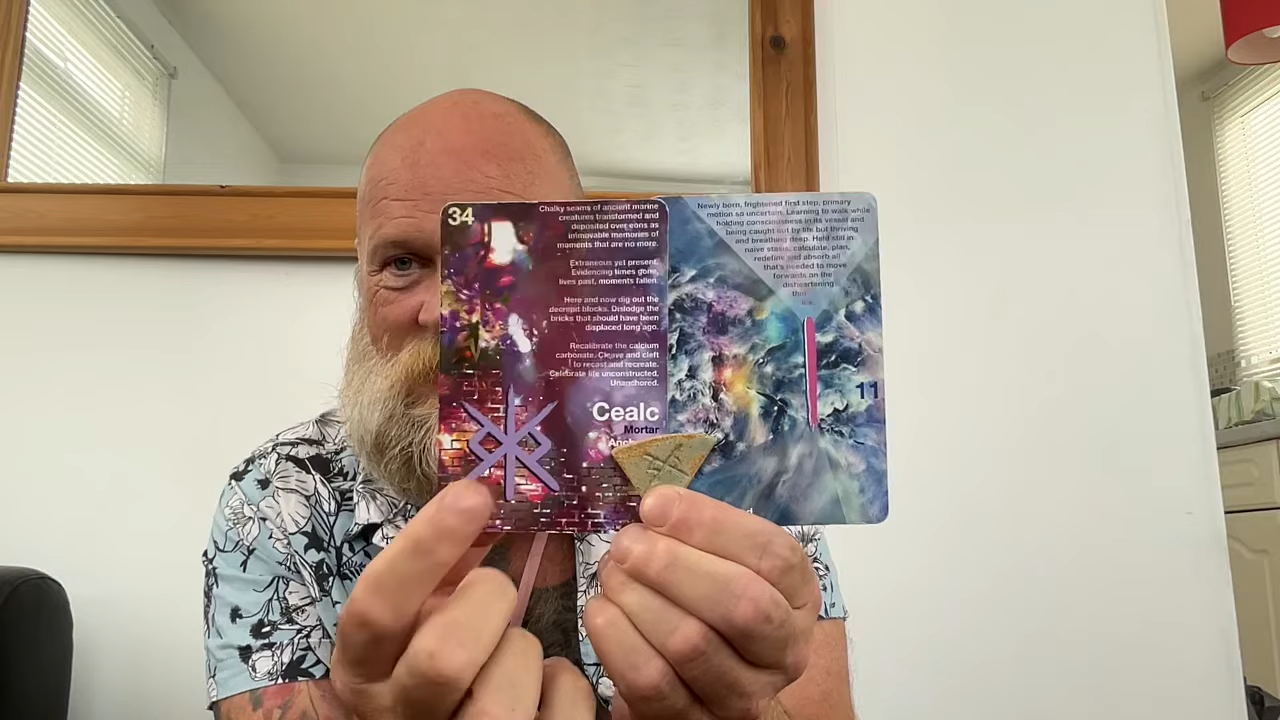 34
Chalky seams of ancient marine
creatures transformed and
deposited over eons as
immovable memories of
moments that are no more.
Extraneous yet present.
Evidencing times gone,
lives past, moments fallen.
Here and now dig out the
decrepit blocks. Dislodge the
bricks that should have been
displaced long ago.
Recalibrate the calcium
carbonate. Cleave and cleft
to recast and recreate.
Celebrate life unconstructed.
Unanchored.
Cealc
Mortar
Newly born, frightened first step, primary
motion so uncertain. Learning to walk while
holding consciousness in its vessel and
being caught out by life but thriving
and breathing deep. Held still in
naive stasis, calculate, plan,
redefine and absorb all
that's needed to move
forwards on the
disheartening
11